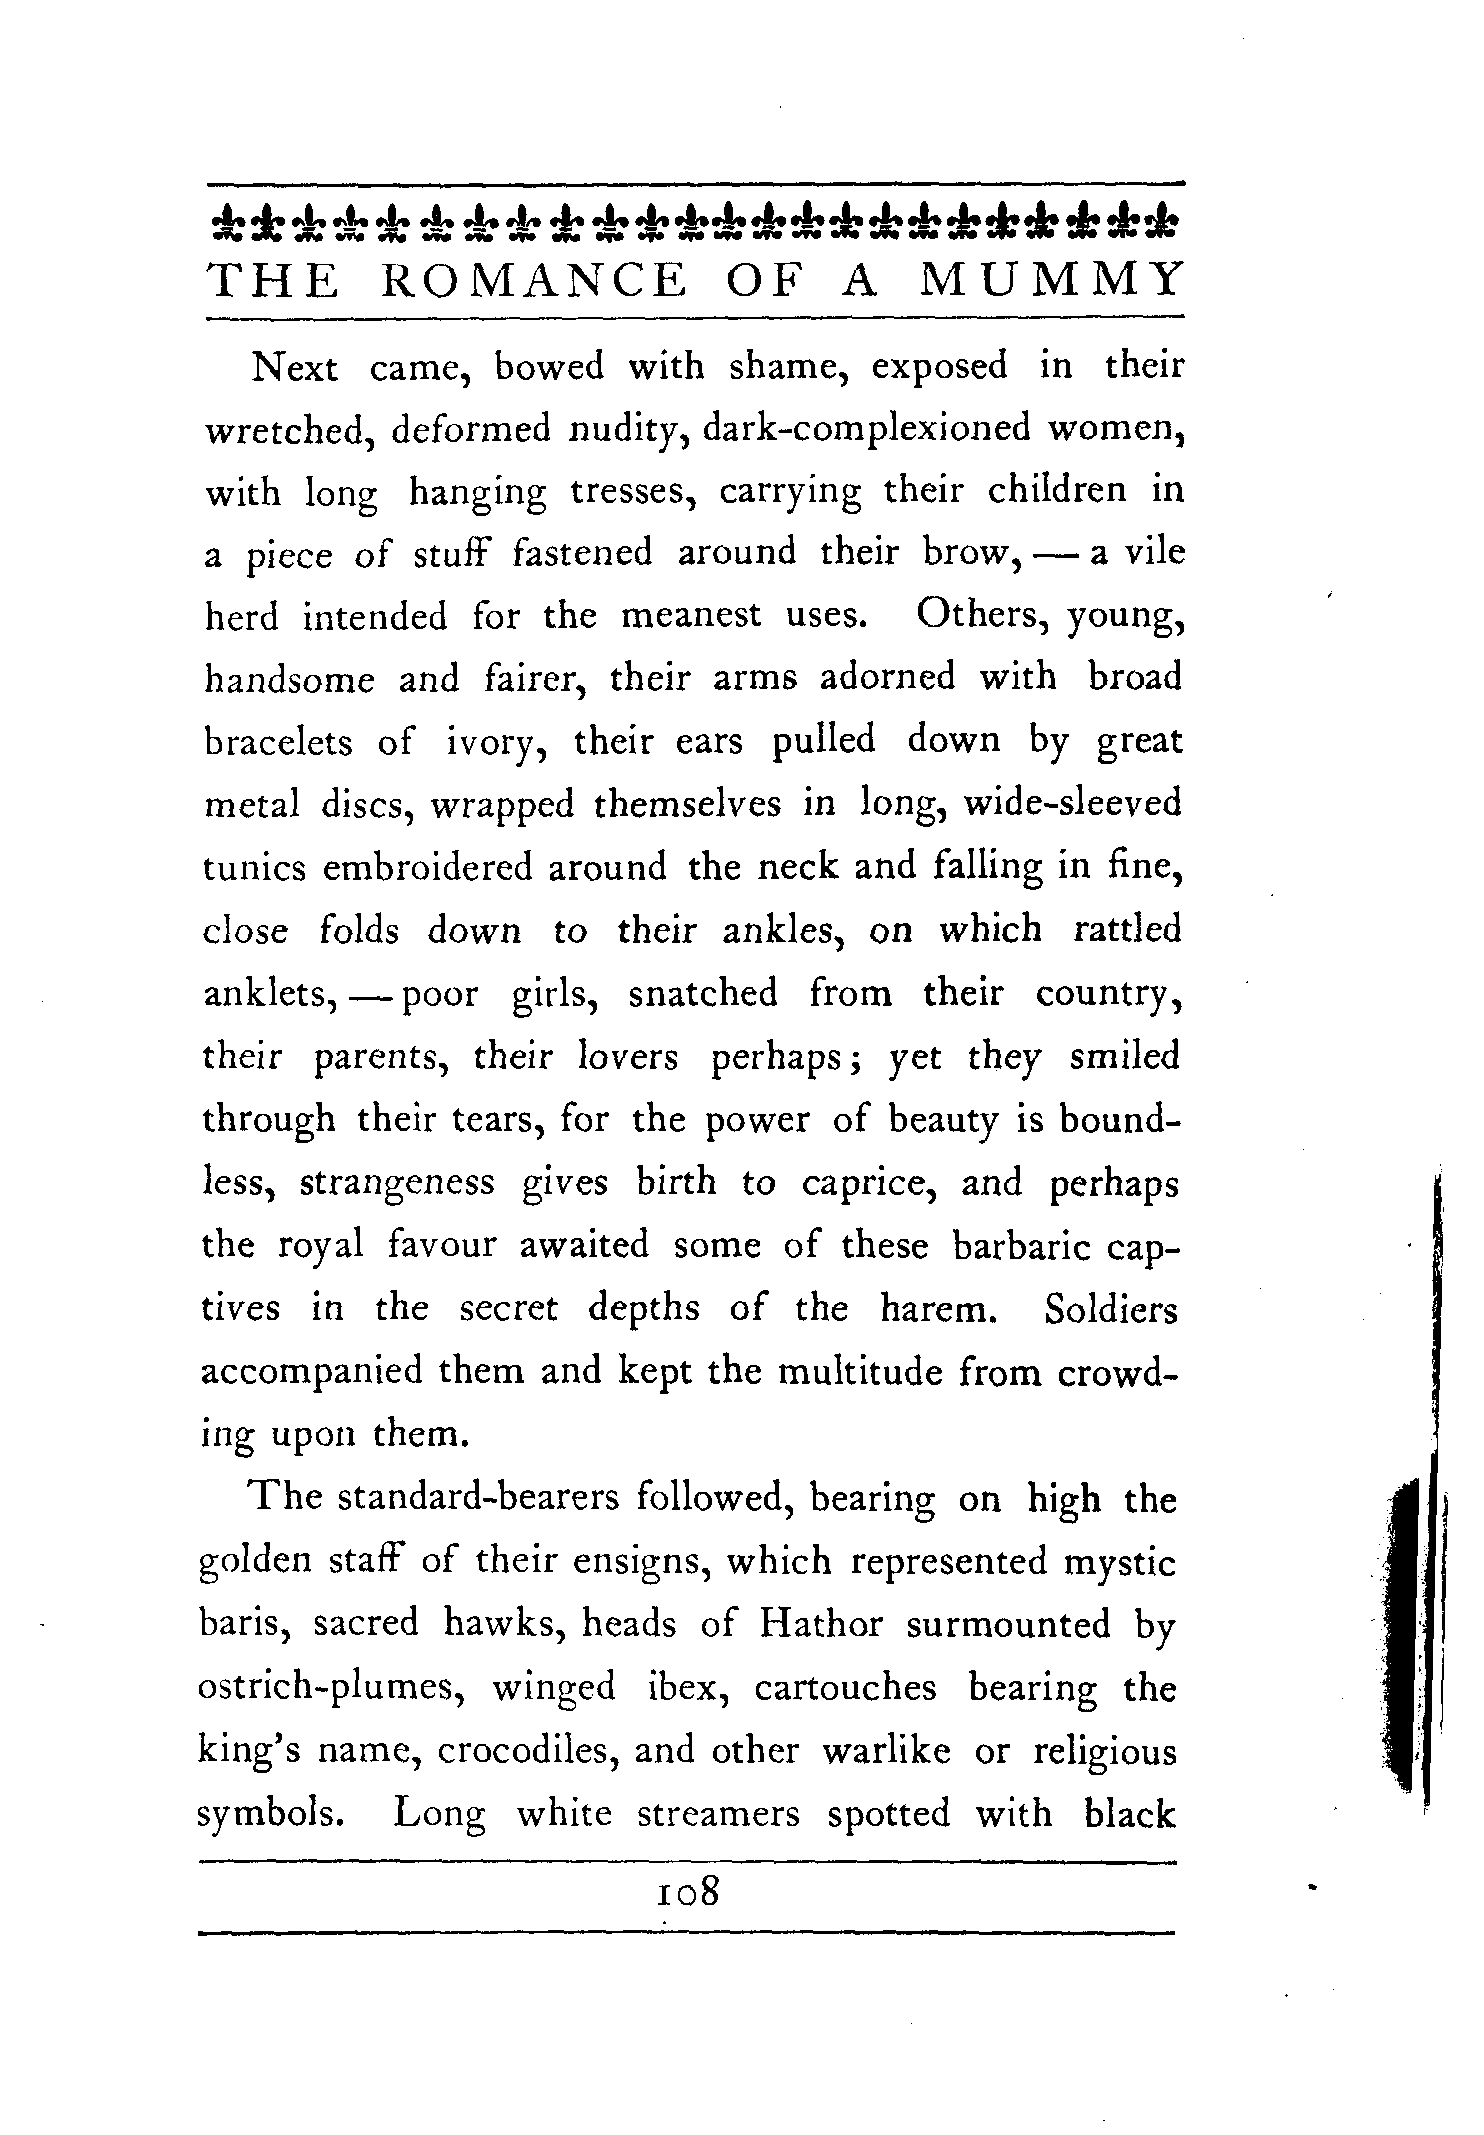 THE ROMANCE OF A MUMMY
Next came, bowed with shame, exposed in their
wretched, deformed nudity, dark-complexioned women,
with long hanging tresses, carrying their children in
a piece of stuff fastened around their brow, — a vile
herd intended for the meanest uses. Others, young,
handsome and fairer, their arms adorned with broad
bracelets of ivory, their ears pulled down by great
metal discs, wrapped themselves in long, wide-sleeved
tunics embroidered around the neck and falling in fine,
close folds down to their ankles, on which rattled
anklets, — poor girls, snatched from their country,
their parents, their lovers perhaps; yet they smiled
through their tears, for the power of beauty is bound-
less, strangeness gives birth to caprice, and perhaps
the royal favour awaited some of these barbaric cap-
tives in the secret depths of the harem. Soldiers
accompanied them and kept the multitude from crowd-
ing upon them.
The standard-bearers followed, bearing on high the
golden staff of their ensigns, which represented mystic
baris, sacred hawks, heads of Hathor surmounted by
ostrich-plumes, winged ibex, cartouches bearing the
king's name, crocodiles, and other warlike or religious
symbols. Long white streamers spotted with black
108